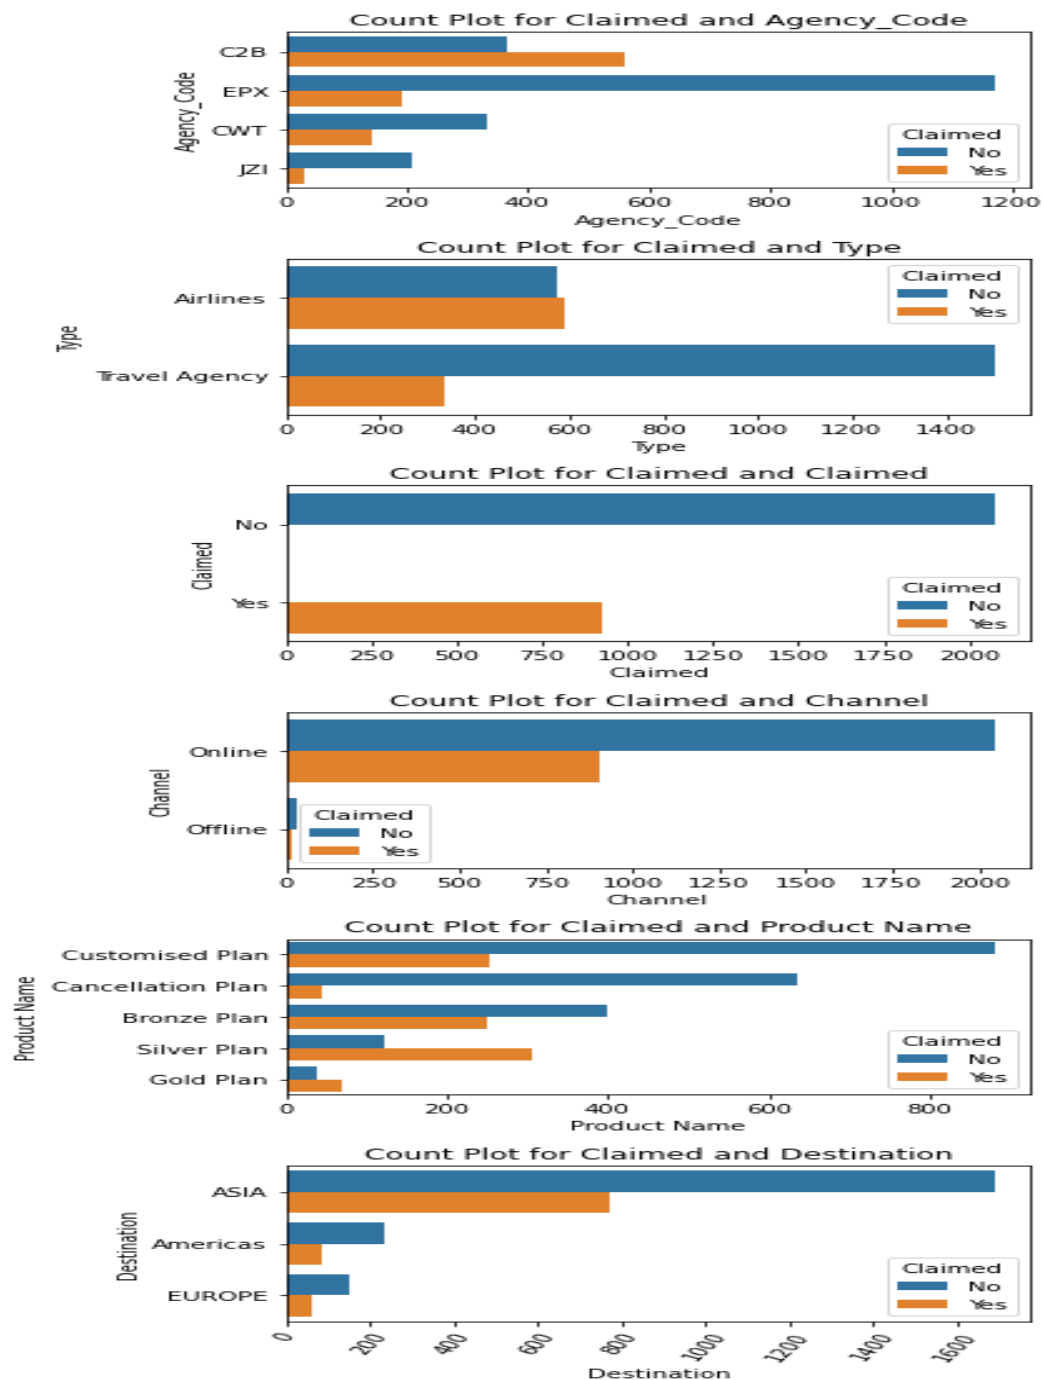 Count Plot for Claimed and Agency_Code
Agency_Code
C2B
EPX
CWT
JZI
Claimed
No
Yes
0 200 400 600 800 1000 1200
Agency_Code
Count Plot for Claimed and Type
Type
Airlines
Travel Agency
Claimed
No
Yes
0 200 400 600 800 1000 1200 1400
Type
Count Plot for Claimed and Claimed
Claimed
No
Yes
Claimed
No
Yes
0 250 500 750 1000 1250 1500 1750 2000
Claimed
Count Plot for Claimed and Channel
Channel
Online
Offline
Claimed
No
Yes
0 250 500 750 1000 1250 1500 1750 2000
Channel
Count Plot for Claimed and Product Name
Product Name
Customised Plan
Cancellation Plan
Bronze Plan
Silver Plan
Gold Plan
Claimed
No
Yes
0 200 400 600 800
Product Name
Count Plot for Claimed and Destination
Destination
ASIA
Americas
EUROPE
Claimed
No
Yes
0 200 400 600 800 1000 1200 1400 1600
Destination